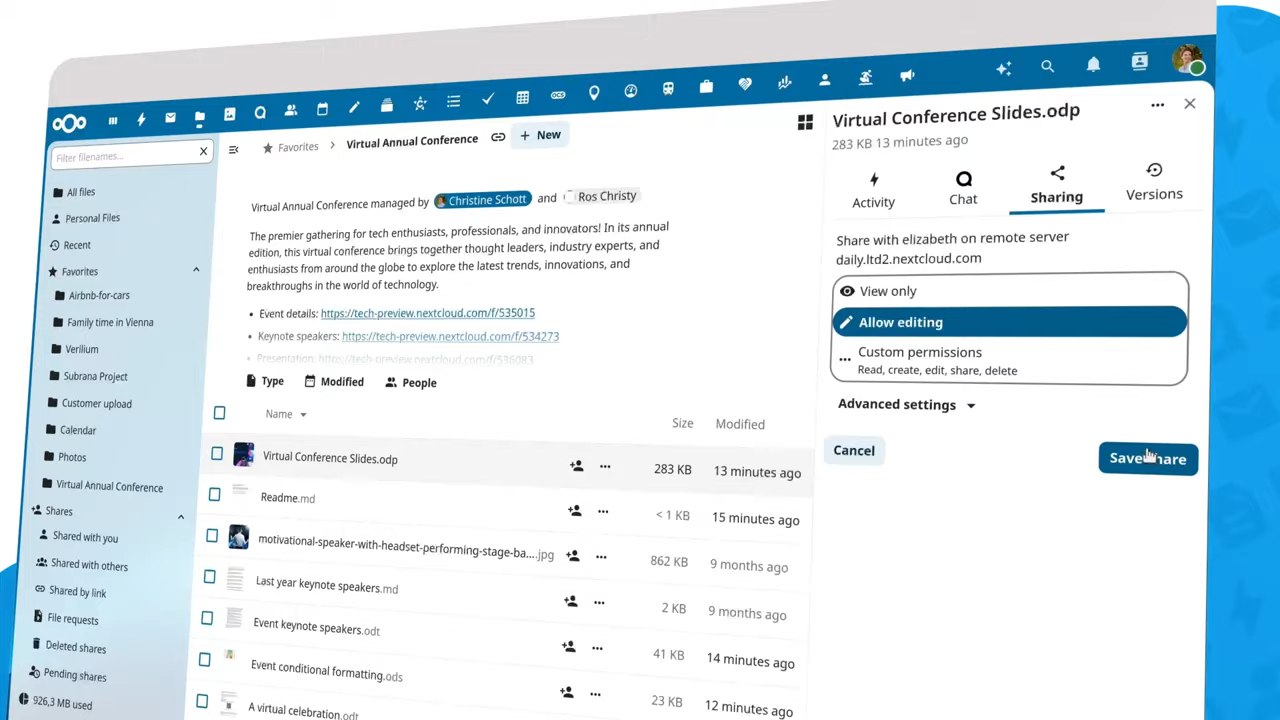 Filter filenames...
All files
Personal Files
Recent
Favorites
Airbnb-for-cars
Family time in Vienna
Verilium
Subrana Project
Customer upload
Calendar
Photos
Virtual Annual Conference
Shares
Shared with you
Shared with others
Shared by link
File requests
Deleted shares
Pending shares
926,3 MB used
Favorites
Virtual Annual Conference
New
Virtual Annual Conference managed by Christine Schott and Ros Christy
The premier gathering for tech enthusiasts, professionals, and innovators! In its annual
edition, this virtual conference brings together thought leaders, industry experts, and
enthusiasts from around the globe to explore the latest trends, innovations, and
breakthroughs in the world of technology.
• Event details: https://tech-preview.nextcloud.com/f/535015
• Keynote speakers: https://tech-preview.nextcloud.com/f/534273
• Presentation: https://tech-preview.nextcloud.com/f/536083
Type Modified People
Name Size Modified
Virtual Conference Slides.odp 283 KB 13 minutes ago
Readme.md < 1 KB 15 minutes ago
motivational-speaker-with-headset-performing-stage-ba....jpg 862 KB 9 months ago
Last year keynote speakers.md 2 KB 9 months ago
Event keynote speakers.odt 41 KB 14 minutes ago
Event conditional formatting.ods 23 KB 12 minutes ago
A virtual celebration.odt
OCS
Virtual Conference Slides.odp
283 KB 13 minutes ago
Activity Chat Sharing Versions
Share with elizabeth on remote server
daily.ltd2.nextcloud.com
View only
Allow editing
Custom permissions
Read, create, edit, share, delete
Advanced settings
Cancel
Save share